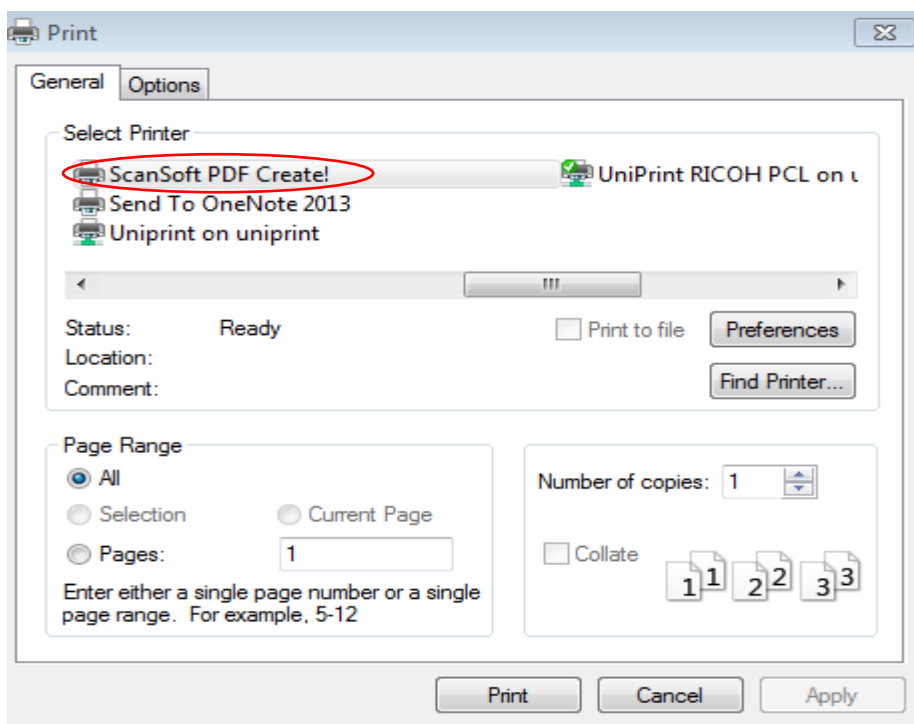 Print
General Options
Select Printer
ScanSoft PDF Create! UniPrint RICOH PCL on u
Send To OneNote 2013
Uniprint on uniprint
Status: Ready Print to file Preferences
Location:
Comment: Find Printer...
Page Range
All Number of copies: 1
Selection Current Page
Pages: 1 Collate 1 1 2 2 3 3
Enter either a single page number or a single
page range. For example, 5-12
Print Cancel Apply